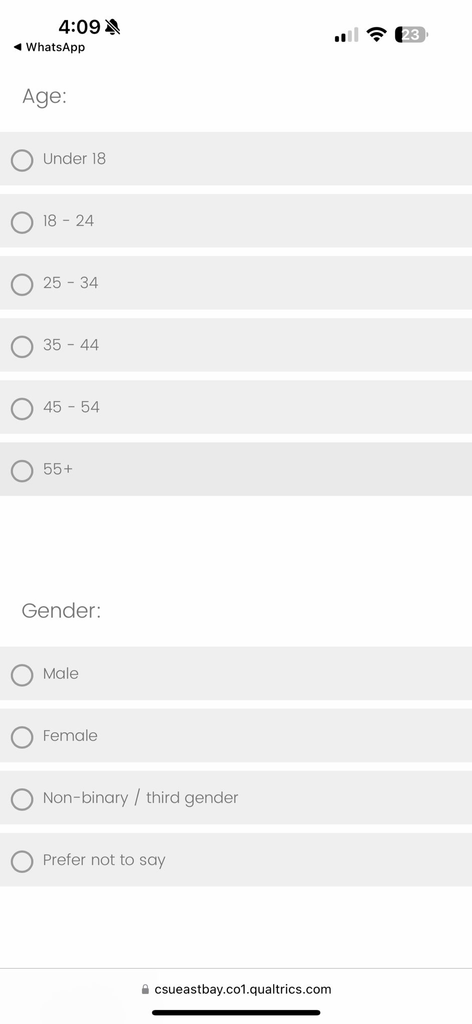 4:09
23
◀ WhatsApp
Age:
Under 18
18 - 24
25 - 34
35 - 44
45 - 54
55+
Gender:
Male
Female
Non-binary / third gender
Prefer not to say
csueastbay.co1.qualtrics.com